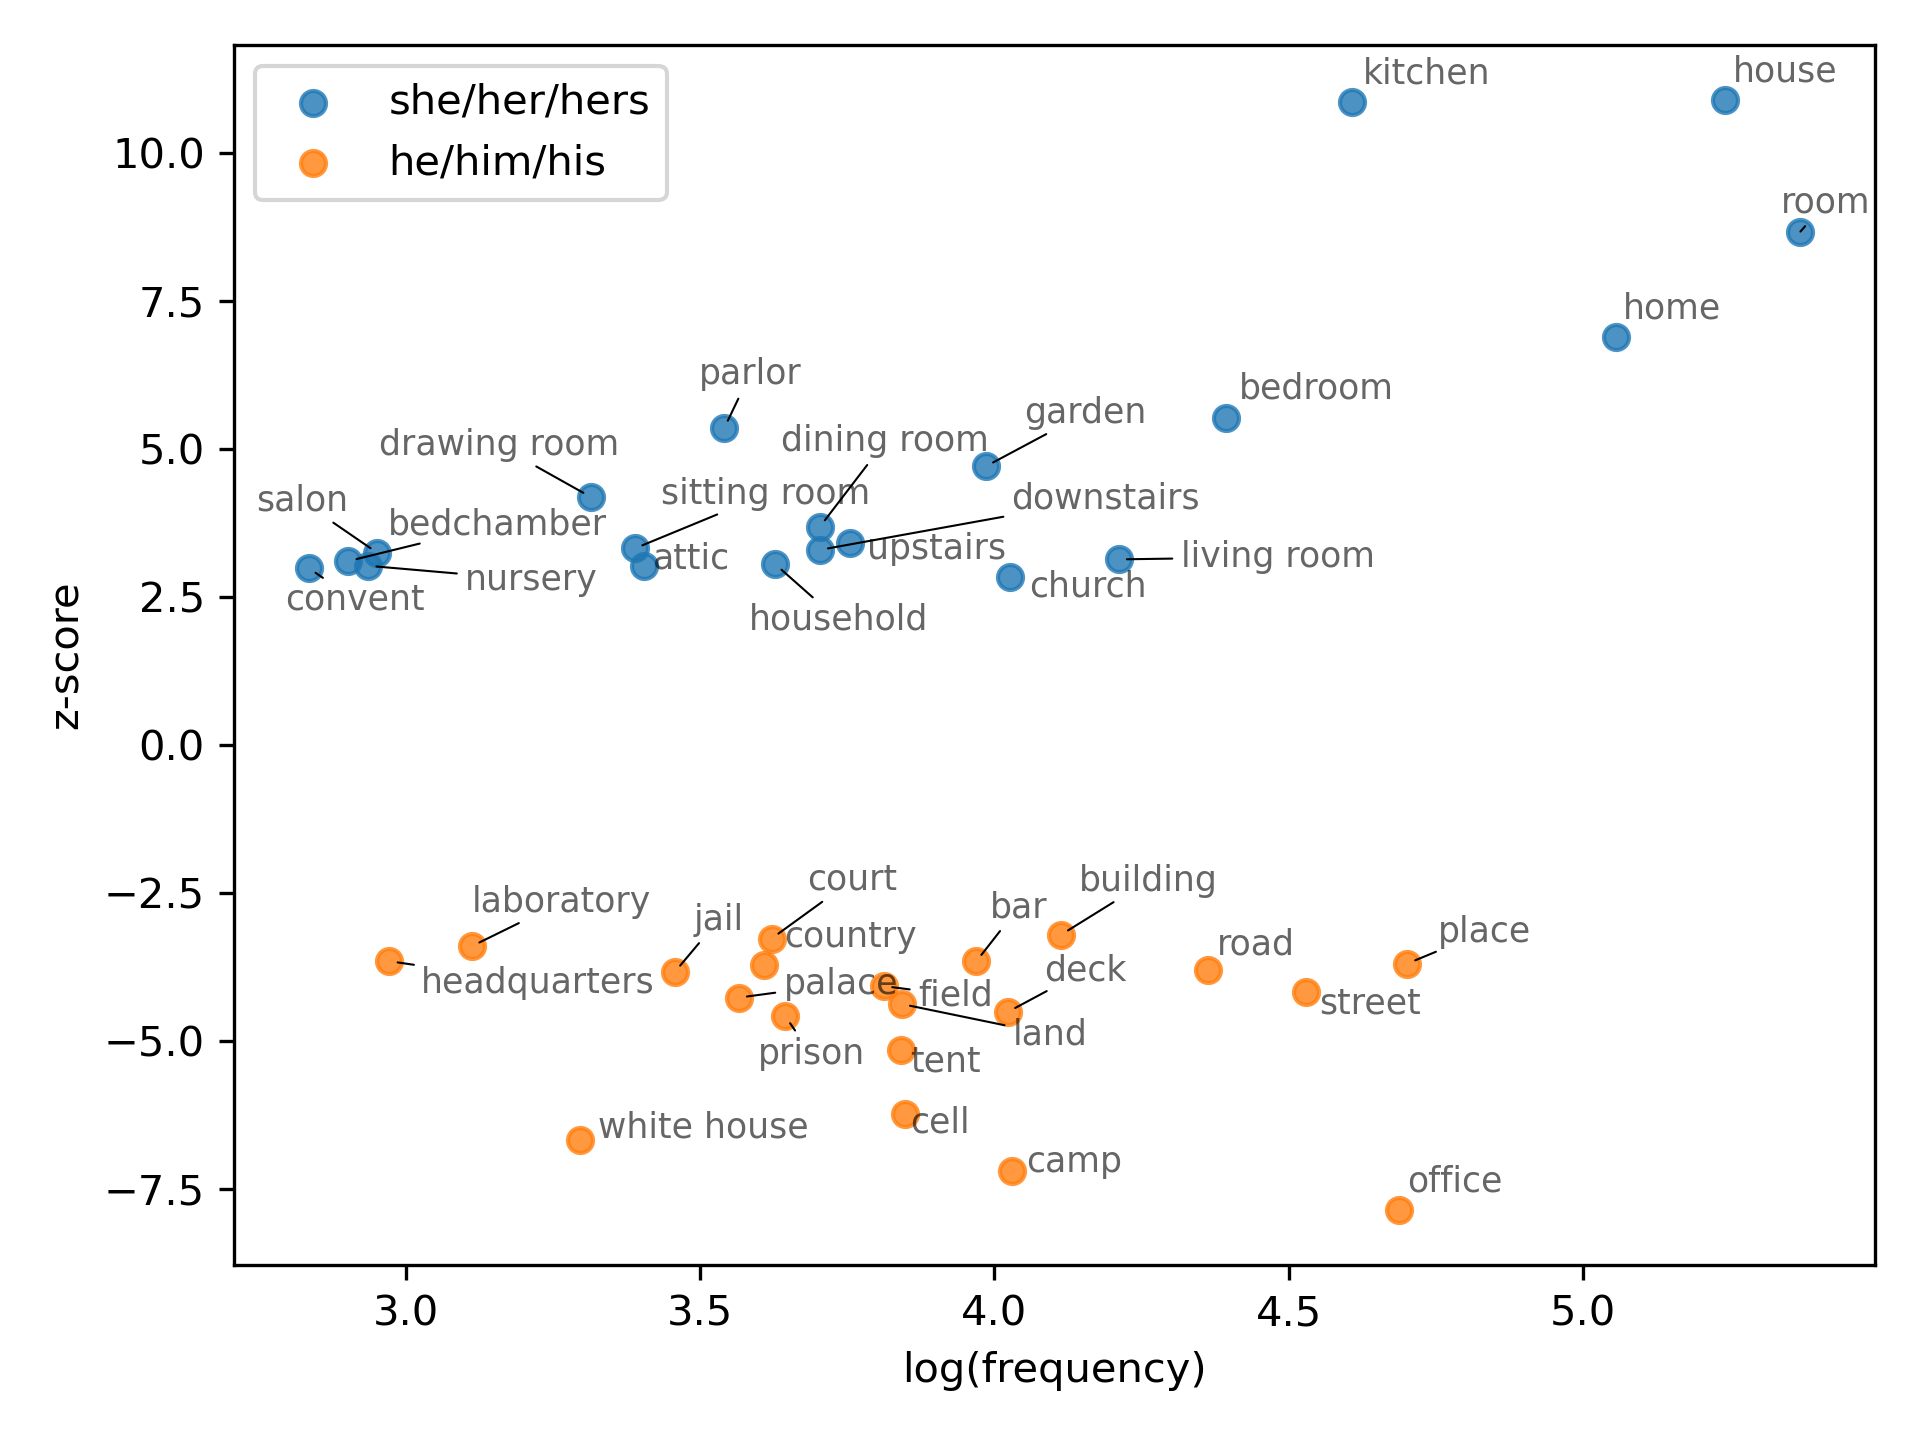 kitchen
house
she/her/hers
he/him/his
10.0
room
7.5
home
parlor
bedroom
garden
drawing room
dining room
5.0
salon
sitting room
downstairs
bedchamber
attic
upstairs
living room
nursery
church
convent
2.5
household
z-score
0.0
court
building
−2.5
laboratory
jail
bar
country
road
place
headquarters
palace
field
deck
street
land
−5.0
prison
tent
white house
cell
camp
−7.5
office
3.0
3.5
4.0
4.5
5.0
log(frequency)